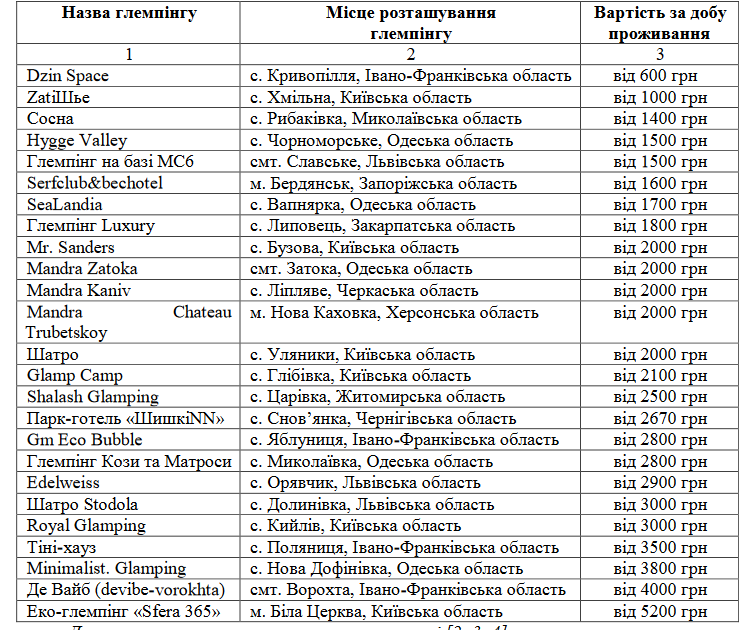 Назва глемпінгу Місце розташування глемпінгу Вартість за добу проживання
1 2 3
Dzin Space с. Кривопілля, Івано-Франківська область від 600 грн
ZatiШье с. Хмільна, Київська область від 1000 грн
Сосна с. Рибаківка, Миколаївська область від 1400 грн
Hygge Valley с. Чорноморське, Одеська область від 1500 грн
Глемпінг на базі МС6 смт. Славське, Львівська область від 1500 грн
Serfclub&bechotel м. Бердянськ, Запоріжська область від 1600 грн
SeaLandia с. Вапнярка, Одеська область від 1700 грн
Глемпінг Luxury с. Липовець, Закарпатська область від 1800 грн
Mr. Sanders с. Бузова, Київська область від 2000 грн
Mandra Zatoka смт. Затока, Одеська область від 2000 грн
Mandra Kaniv с. Ліпляве, Черкаська область від 2000 грн
Mandra Chateau Trubetskoy м. Нова Каховка, Херсонська область від 2000 грн
Шатро с. Уляники, Київська область від 2000 грн
Glamp Camp с. Глібівка, Київська область від 2100 грн
Shalash Glamping с. Царівка, Житомирська область від 2500 грн
Парк-готель «ШишкіNN» с. Снов’янка, Чернігівська область від 2670 грн
Gm Eco Bubble с. Яблуниця, Івано-Франківська область від 2800 грн
Глемпінг Кози та Матроси с. Миколаївка, Одеська область від 2800 грн
Edelweiss с. Орявчик, Львівська область від 2900 грн
Шатро Stodola с. Долинівка, Львівська область від 3000 грн
Royal Glamping с. Кийлів, Київська область від 3000 грн
Тіні-хауз с. Поляниця, Івано-Франківська область від 3500 грн
Minimalist. Glamping с. Нова Дофінівка, Одеська область від 3800 грн
Де Вайб (devibe-vorokhta) смт. Ворохта, Івано-Франківська область від 4000 грн
Еко-глемпінг «Sfera 365» м. Біла Церква, Київська область від 5200 грн